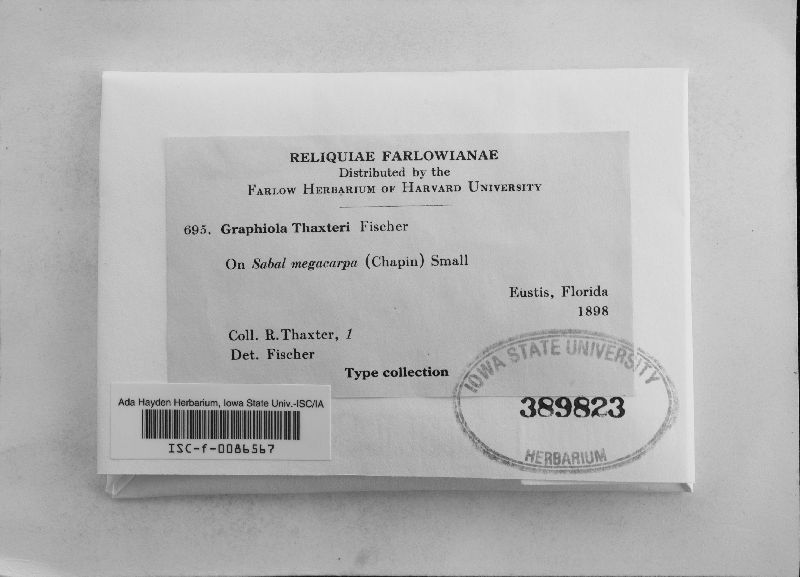 RELIQUIAE FARLOWIANAE
Distributed by the
FARLOW HERBARIUM OF HARVARD UNIVERSITY
695. Graphiola Thaxteri Fischer
On Sabal megacarpa (Chapin) Small
Eustis, Florida
1898
Coll. R. Thaxter, 1
Det. Fischer
Type collection
IOWA STATE UNIVERSITY
389823
HERBARIUM
Ada Hayden Herbarium, Iowa State Univ.-ISC/IA
ISC-f-0086567